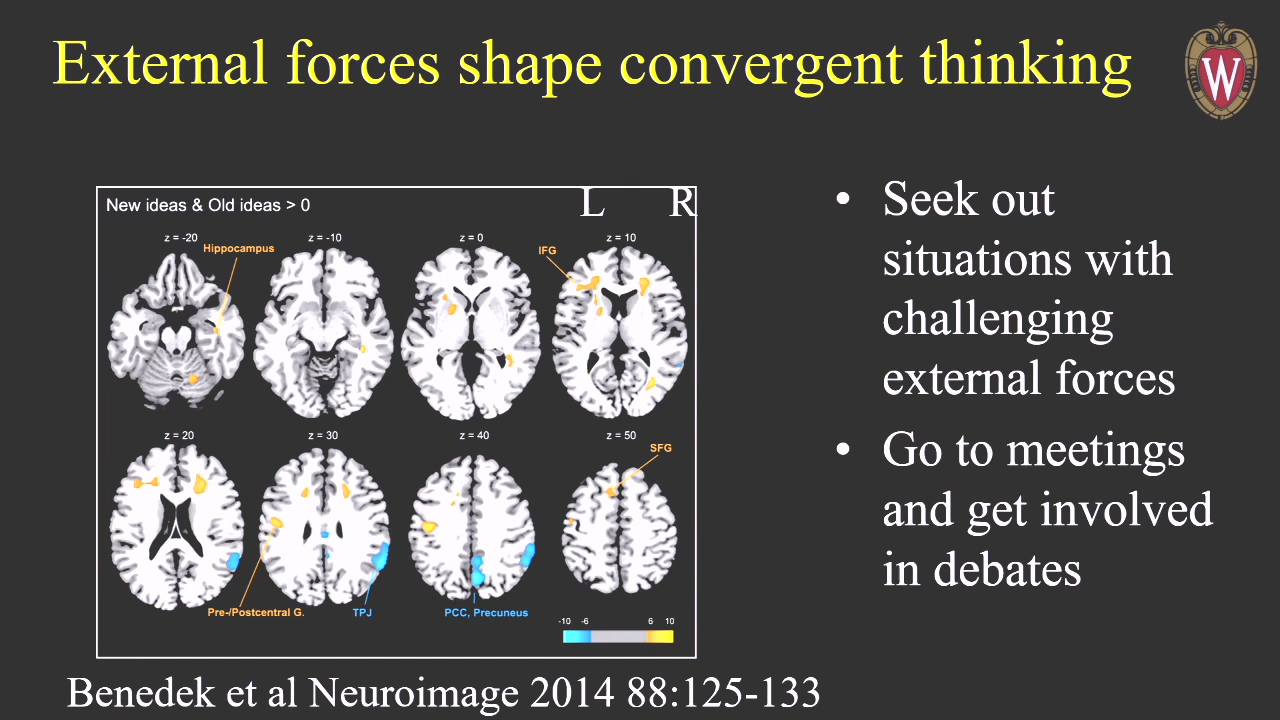 External forces shape convergent thinking
W
New ideas & Old ideas > 0
L R
z = -20
z = -10
z = 0
z = 10
Hippocampus
IFG
z = 20
z = 30
z = 40
z = 50
SFG
Pre-/Postcentral G.
TPJ
PCC, Precuneus
-10 -6 6 10
• Seek out
situations with
challenging
external forces
• Go to meetings
and get involved
in debates
Benedek et al Neuroimage 2014 88:125-133